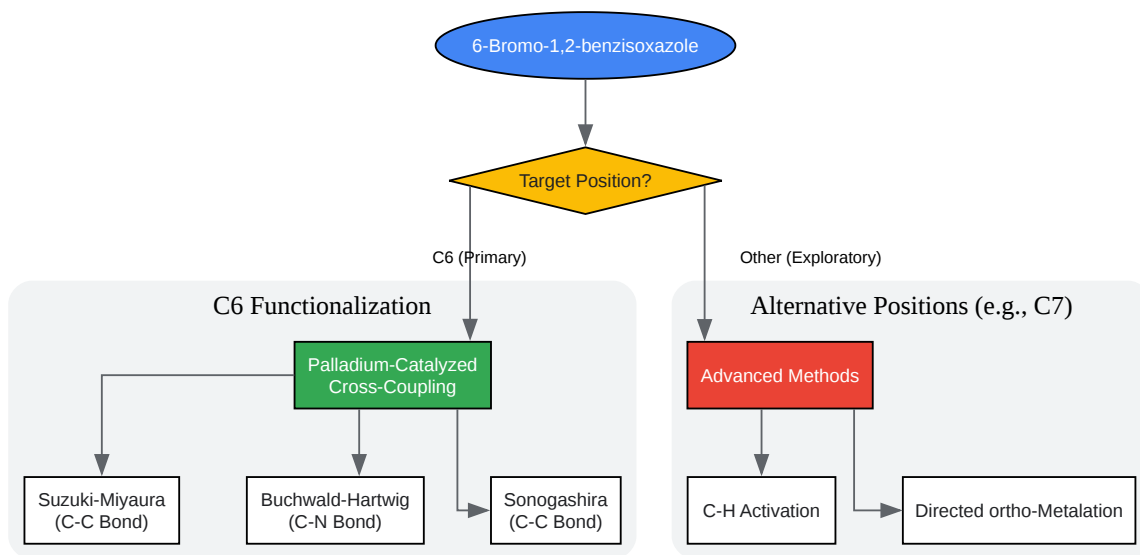 6-Bromo-1,2-benzisoxazole
Target Position?
C6 (Primary)
Other (Exploratory)
C6 Functionalization
Alternative Positions (e.g., C7)
Palladium-Catalyzed
Cross-Coupling
Advanced Methods
Suzuki-Miyaura
(C-C Bond)
Buchwald-Hartwig
(C-N Bond)
Sonogashira
(C-C Bond)
C-H Activation
Directed ortho-Metalation